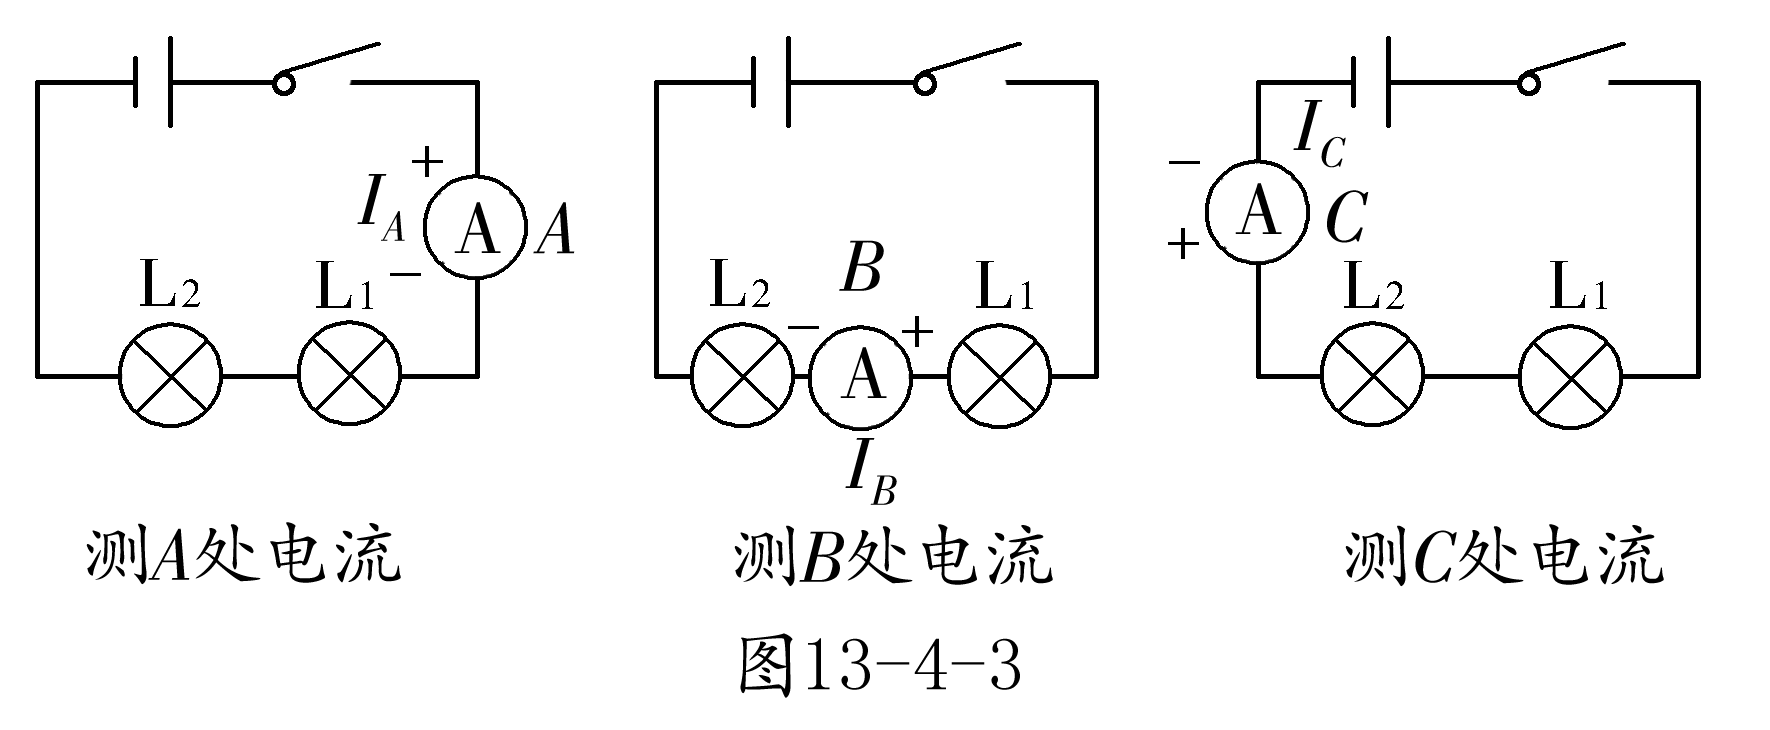 + − I_A A A L2 L1
B L2 − A + L1 I_B
I_C − A C + L2 L1
测A处电流 测B处电流 测C处电流
图13-4-3